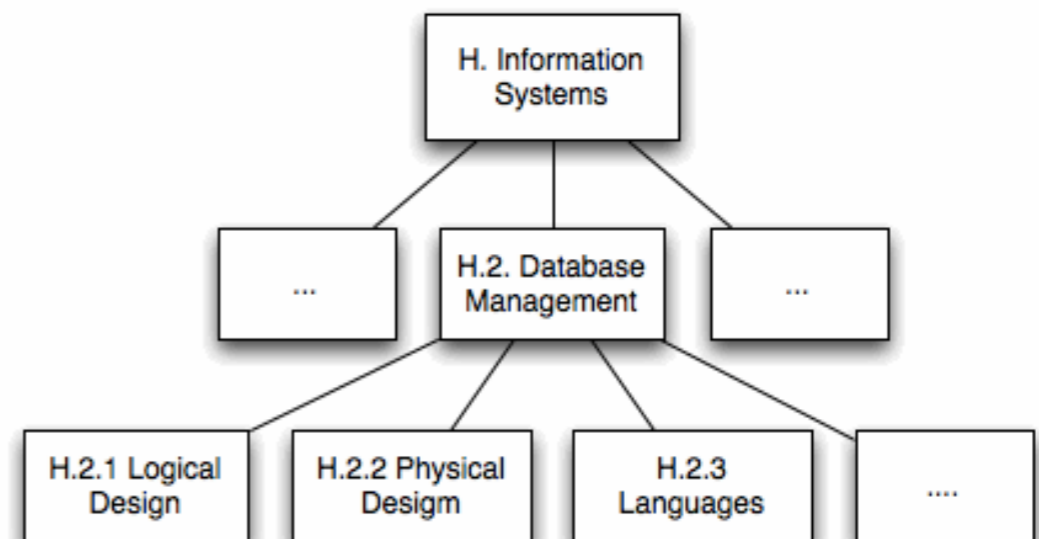 H. Information
Systems
...
H.2. Database
Management
...
H.2.1 Logical
Design
H.2.2 Physical
Desigm
H.2.3
Languages
....